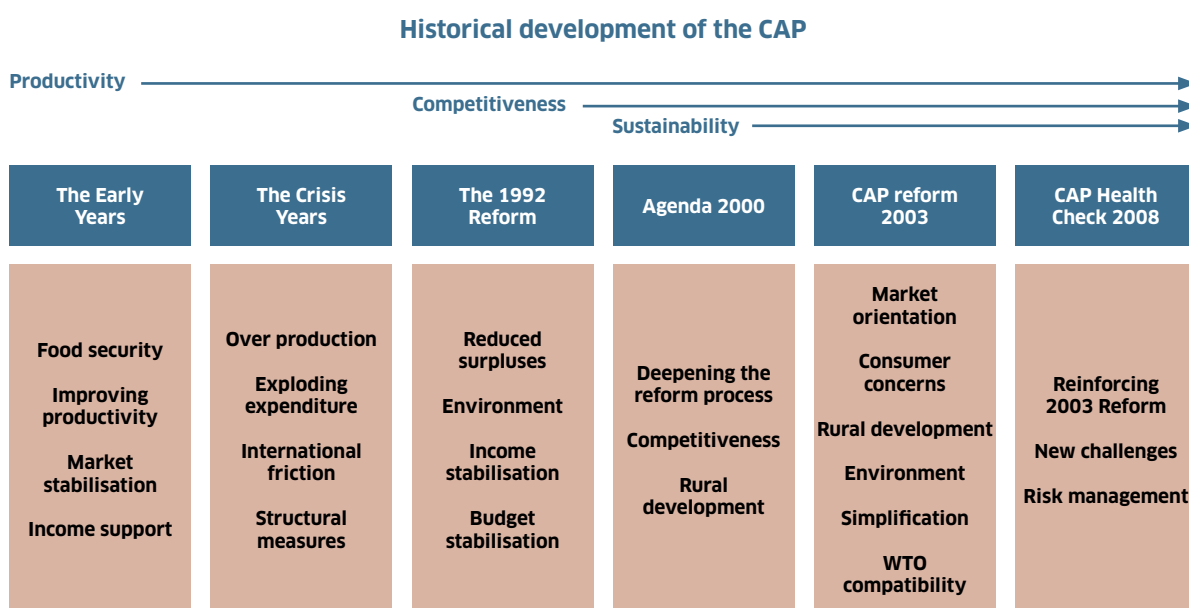 Historical development of the CAP
Productivity
Competitiveness
Sustainability
The Early
Years
The Crisis
Years
The 1992
Reform
Agenda 2000
CAP reform
2003
CAP Health
Check 2008
Food security
Improving
productivity
Market
stabilisation
Income support
Over production
Exploding
expenditure
International
friction
Structural
measures
Reduced
surpluses
Environment
Income
stabilisation
Budget
stabilisation
Deepening the
reform process
Competitiveness
Rural
development
Market
orientation
Consumer
concerns
Rural development
Environment
Simplification
WTO
compatibility
Reinforcing
2003 Reform
New challenges
Risk management